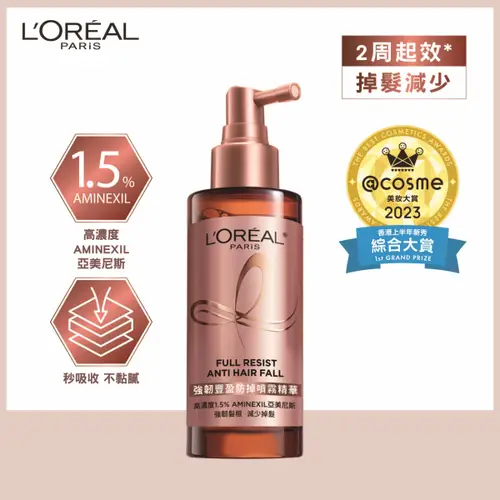 L'ORÉAL
PARIS
2周起效*
掉髮減少
1.5%
AMINEXIL
高濃度
AMINEXIL
亞美尼斯
秒吸收 不黏膩
THE BEST COSMETICS AWARDS
@cosme
美妝大賞
2023
香港上半年新秀
綜合大賞
1st GRAND PRIZE
L'ORÉAL
PARIS
FULL RESIST
ANTI HAIR FALL
強韌豐盈防掉噴霧精華
高濃度1.5% AMINEXIL亞美尼斯
強韌髮根 減少掉髮